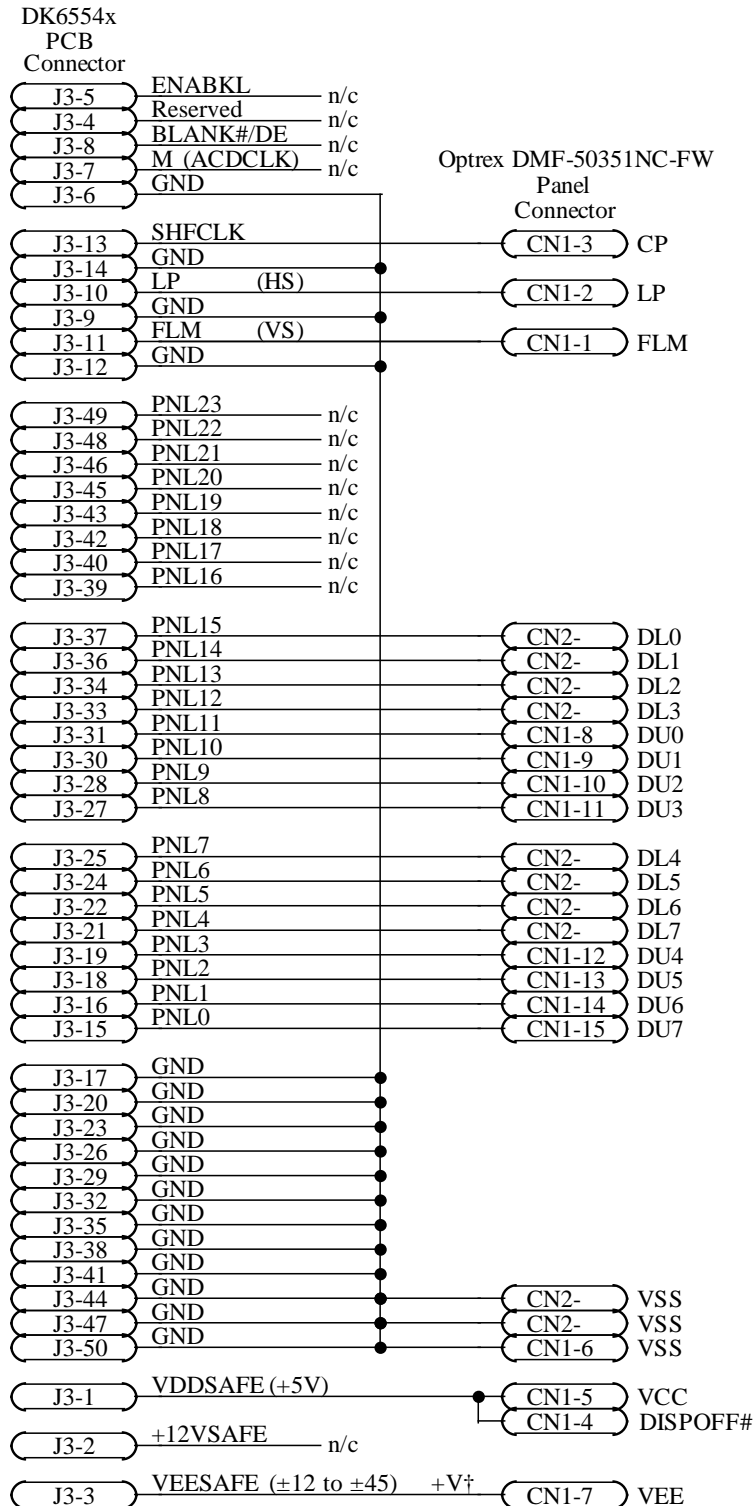 DK6554x
PCB
Connector
J3-5 ENABKL n/c
J3-4 Reserved n/c
J3-8 BLANK#/DE n/c
J3-7 M (ACDCLK) n/c
J3-6 GND
Optrex DMF-50351NC-FW
Panel
Connector
J3-13 SHFCLK CN1-3 CP
J3-14 GND
J3-10 LP (HS) CN1-2 LP
J3-9 GND
J3-11 FLM (VS) CN1-1 FLM
J3-12 GND
J3-49 PNL23 n/c
J3-48 PNL22 n/c
J3-46 PNL21 n/c
J3-45 PNL20 n/c
J3-43 PNL19 n/c
J3-42 PNL18 n/c
J3-40 PNL17 n/c
J3-39 PNL16 n/c
J3-37 PNL15 CN2- DL0
J3-36 PNL14 CN2- DL1
J3-34 PNL13 CN2- DL2
J3-33 PNL12 CN2- DL3
J3-31 PNL11 CN1-8 DU0
J3-30 PNL10 CN1-9 DU1
J3-28 PNL9 CN1-10 DU2
J3-27 PNL8 CN1-11 DU3
J3-25 PNL7 CN2- DL4
J3-24 PNL6 CN2- DL5
J3-22 PNL5 CN2- DL6
J3-21 PNL4 CN2- DL7
J3-19 PNL3 CN1-12 DU4
J3-18 PNL2 CN1-13 DU5
J3-16 PNL1 CN1-14 DU6
J3-15 PNL0 CN1-15 DU7
J3-17 GND
J3-20 GND
J3-23 GND
J3-26 GND
J3-29 GND
J3-32 GND
J3-35 GND
J3-38 GND
J3-41 GND
J3-44 GND CN2- VSS
J3-47 GND CN2- VSS
J3-50 GND CN1-6 VSS
J3-1 VDDSAFE (+5V) CN1-5 VCC
CN1-4 DISPOFF#
J3-2 +12VSAFE n/c
J3-3 VEESAFE (±12 to ±45) +V† CN1-7 VEE